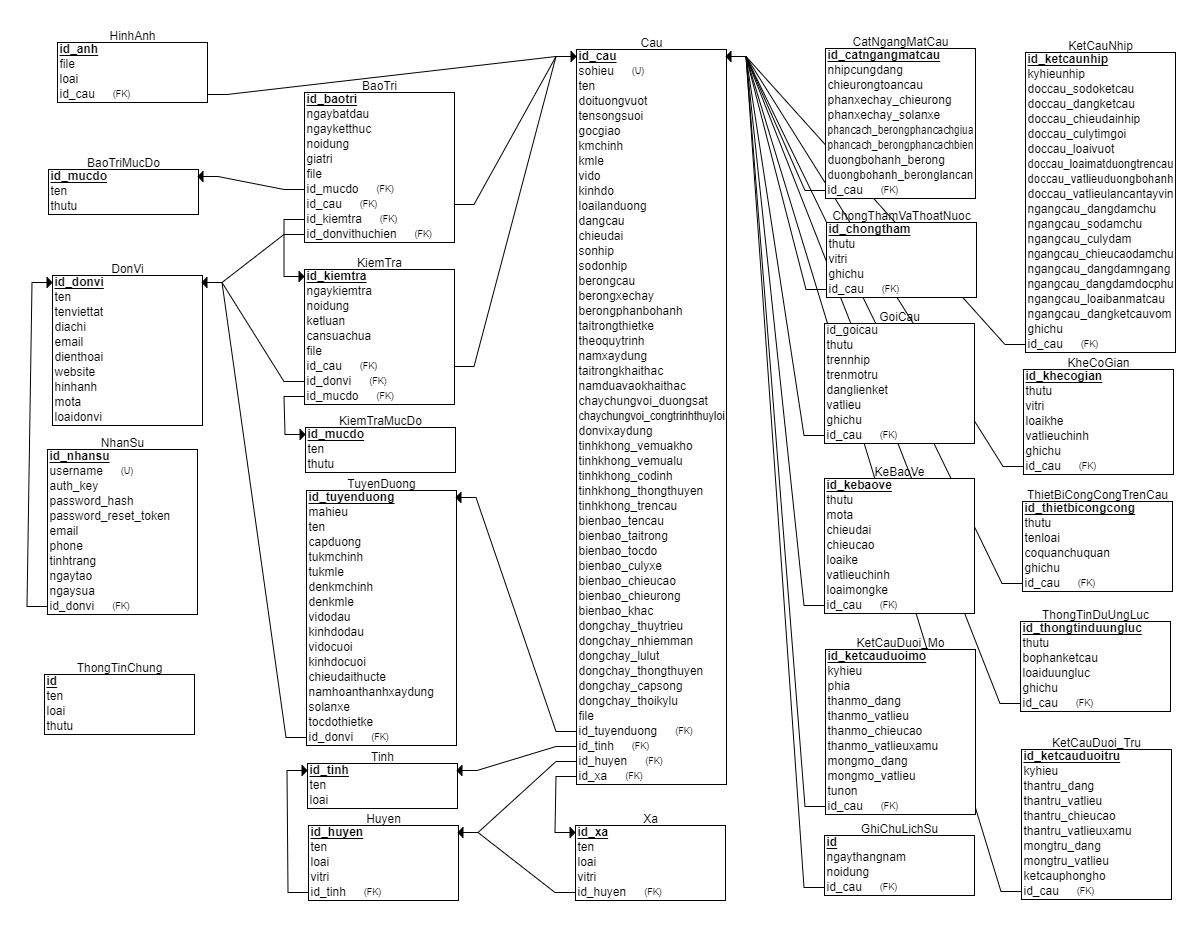 HinhAnh
id_anh
file
loai
id_cau (FK)
BaoTriMucDo
id_mucdo
ten
thutu
DonVi
id_donvi
ten
tenviettat
diachi
email
dienthoai
website
hinhanh
mota
loaidonvi
NhanSu
id_nhansu
username (U)
auth_key
password_hash
password_reset_token
email
phone
tinhtrang
ngaytao
ngaysua
id_donvi (FK)
ThongTinChung
id
ten
loai
thutu
BaoTri
id_baotri
ngaybatdau
ngayketthuc
noidung
giatri
file
id_mucdo (FK)
id_cau (FK)
id_kiemtra (FK)
id_donvithuchien (FK)
KiemTra
id_kiemtra
ngaykiemtra
noidung
ketluan
cansuachua
file
id_cau (FK)
id_donvi (FK)
id_mucdo (FK)
KiemTraMucDo
id_mucdo
ten
thutu
TuyenDuong
id_tuyenduong
mahieu
ten
capduong
tukmchinh
tukmle
denkmchinh
denkmle
vidodau
kinhdodau
vidocuoi
kinhdocuoi
chieudaithucte
namhoanthanhxaydung
solanxe
tocdothietke
id_donvi (FK)
Tinh
id_tinh
ten
loai
Huyen
id_huyen
ten
loai
vitri
id_tinh (FK)
Cau
id_cau
sohieu (U)
ten
doituongvuot
tensongsuoi
gocgiao
kmchinh
kmle
vido
kinhdo
loailanduong
dangcau
chieudai
sonhip
sodonhip
berongcau
berongxechay
berongphanbohanh
taitrongthietke
theoquytrinh
namxaydung
taitrongkhaithac
namduavaokhaithac
chaychungvoi_duongsat
chaychungvoi_congtrinhthuyloi
donvixaydung
tinhkhong_vemuakho
tinhkhong_vemualu
tinhkhong_codinh
tinhkhong_thongthuyen
tinhkhong_trencau
bienbao_tencau
bienbao_taitrong
bienbao_tocdo
bienbao_culyxe
bienbao_chieucao
bienbao_chieurong
bienbao_khac
dongchay_thuytrieu
dongchay_nhiemman
dongchay_lulut
dongchay_thongthuyen
dongchay_capsong
dongchay_thoikylu
file
id_tuyenduong (FK)
id_tinh (FK)
id_huyen (FK)
id_xa (FK)
Xa
id_xa
ten
loai
vitri
id_huyen (FK)
CatNgangMatCau
id_catngangmatcau
nhipcungdang
chieurongtoancau
phanxechay_chieurong
phanxechay_solanxe
phancach_berongphancachgiua
phancach_berongphancachbien
duongbohanh_berong
duongbohanh_beronglancan
id_cau (FK)
ChongThamVaThoatNuoc
id_chongtham
thutu
vitri
ghichu
id_cau (FK)
GoiCau
id_goicau
thutu
trennhip
trenmotru
danglienket
vatlieu
ghichu
id_cau (FK)
KeBaoVe
id_kebaove
thutu
mota
chieudai
chieucao
loaike
vatlieuchinh
loaimongke
id_cau (FK)
KetCauDuoi_Mo
id_ketcauduoimo
kyhieu
phia
thanmo_dang
thanmo_vatlieu
thanmo_chieucao
thanmo_vatlieuxamu
mongmo_dang
mongmo_vatlieu
tunon
id_cau (FK)
GhiChuLichSu
id
ngaythangnam
noidung
id_cau (FK)
KetCauNhip
id_ketcaunhip
kyhieunhip
doccau_sodoketcau
doccau_dangketcau
doccau_chieudainhip
doccau_culytimgoi
doccau_loaivuot
doccau_loaimatduongtrencau
doccau_vatlieuduongbohanh
doccau_vatlieulancantayvin
ngangcau_dangdamchu
ngangcau_sodamchu
ngangcau_culydam
ngangcau_chieucaodamchu
ngangcau_dangdamngang
ngangcau_dangdamdocphu
ngangcau_loaibanmatcau
ngangcau_dangketcauvom
ghichu
id_cau (FK)
KheCoGian
id_khecogian
thutu
vitri
loaikhe
vatlieuchinh
ghichu
id_cau (FK)
ThietBiCongCongTrenCau
id_thietbicongcong
thutu
tenloai
coquanchuquan
ghichu
id_cau (FK)
ThongTinDuUngLuc
id_thongtinduungluc
thutu
bophanketcau
loaiduungluc
ghichu
id_cau (FK)
KetCauDuoi_Tru
id_ketcauduoitru
kyhieu
thantru_dang
thantru_vatlieu
thantru_chieucao
thantru_vatlieuxamu
mongtru_dang
mongtru_vatlieu
ketcauphongho
id_cau (FK)